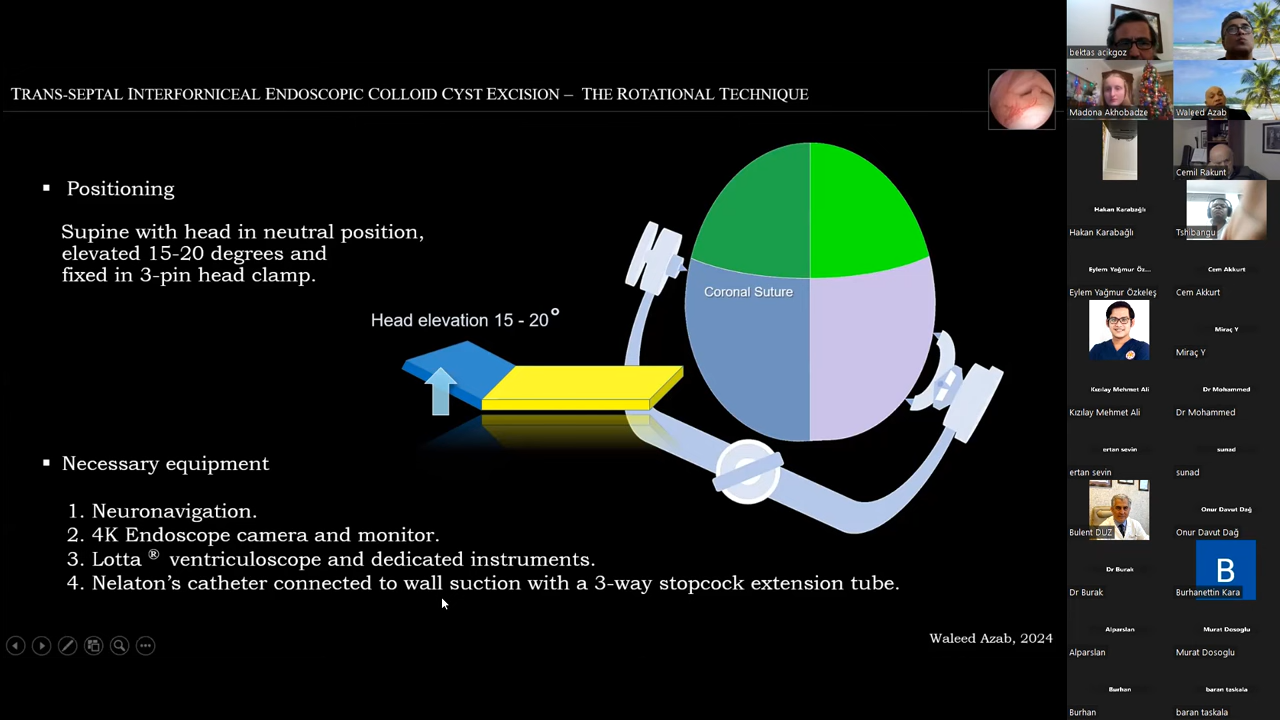 TRANS-SEPTAL INTERFORNICEAL ENDOSCOPIC COLLOID CYST EXCISION – THE ROTATIONAL TECHNIQUE
Positioning
Supine with head in neutral position,
elevated 15-20 degrees and
fixed in 3-pin head clamp.
Head elevation 15 - 20°
Coronal Suture
Necessary equipment
1. Neuronavigation.
2. 4K Endoscope camera and monitor.
3. Lotta ® ventriculoscope and dedicated instruments.
4. Nelaton's catheter connected to wall suction with a 3-way stopcock extension tube.
Waleed Azab, 2024
bektas acikgoz
Madona Akhobadze
Waleed Azab
Cemil Rakunt
Hakan Karabağlı
Hakan Karabağlı
Tshibangu
Eylem Yağmur Öz...
Cem Akkurt
Eylem Yağmur Özkeleş
Cem Akkurt
Miraç Y
Miraç Y
Kızılay Mehmet Ali
Dr Mohammed
Kızılay Mehmet Ali
Dr Mohammed
ertan sevin
sunad
ertan sevin
sunad
Onur Davut Dağ
Bulent DUZ
Onur Davut Dağ
Dr Burak
B
Dr Burak
Burhanettin Kara
Alparslan
Murat Dosoglu
Alparslan
Murat Dosoglu
Burhan
baran taskala
Burhan
baran taskala